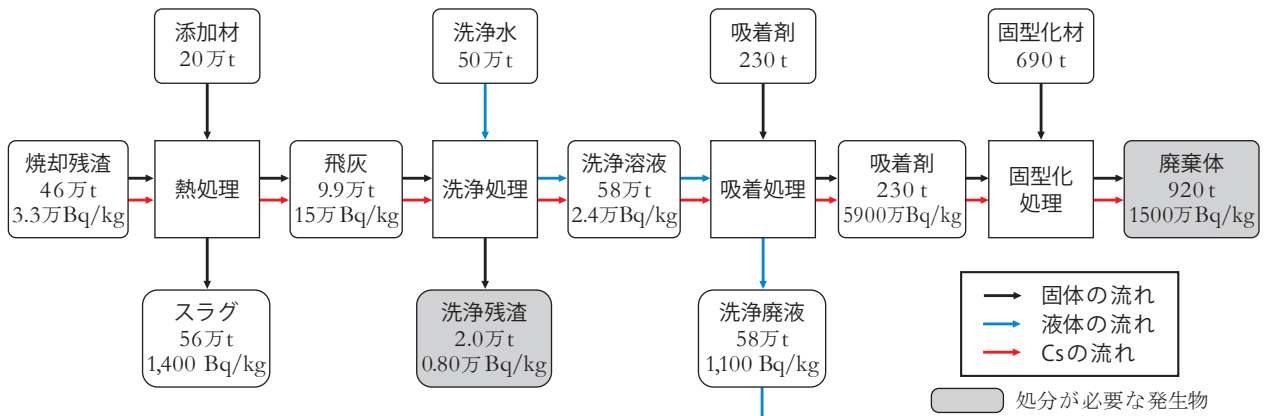 添加材
20万t
洗浄水
50万t
吸着剤
230 t
固型化材
690 t
焼却残渣
46万t
3.3万Bq/kg
熱処理
飛灰
9.9万t
15万Bq/kg
洗浄処理
洗浄溶液
58万t
2.4万Bq/kg
吸着処理
吸着剤
230 t
5900万Bq/kg
固型化
処理
廃棄体
920 t
1500万Bq/kg
スラグ
56万t
1,400 Bq/kg
洗浄残渣
2.0万t
0.80万Bq/kg
洗浄廃液
58万t
1,100 Bq/kg
固体の流れ
液体の流れ
Csの流れ
処分が必要な発生物